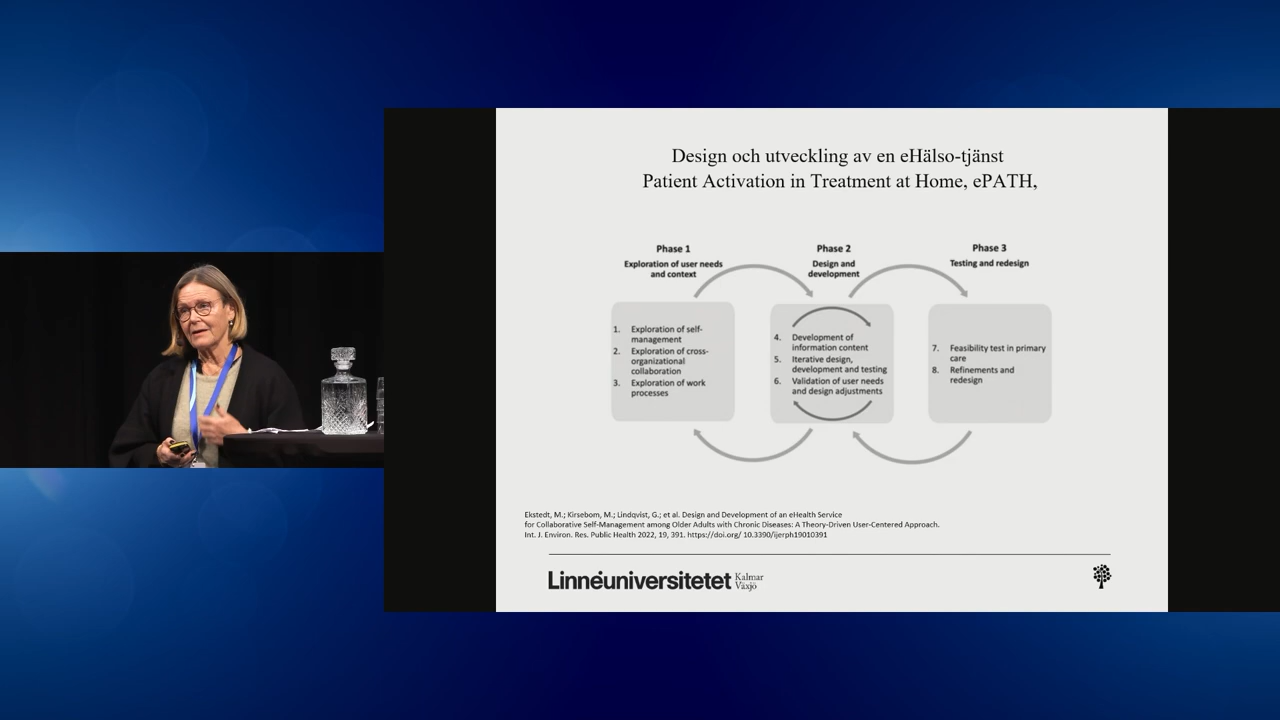 Design och utveckling av en eHälso-tjänst
Patient Activation in Treatment at Home, ePATH,
Phase 1
Exploration of user needs
and context
1. Exploration of self-
management
2. Exploration of cross-
organizational
collaboration
3. Exploration of work
processes
Phase 2
Design and
development
4. Development of
information content
5. Iterative design,
development and testing
6. Validation of user needs
and design adjustments
Phase 3
Testing and redesign
7. Feasibility test in primary
care
8. Refinements and
redesign
Ekstedt, M.; Kirsebom, M.; Lindqvist, G.; et al. Design and Development of an eHealth Service
for Collaborative Self-Management among Older Adults with Chronic Diseases: A Theory-Driven User-Centered Approach.
Int. J. Environ. Res. Public Health 2022, 19, 391. https://doi.org/ 10.3390/ijerph19010391
Linnéuniversitetet Kalmar
Växjö